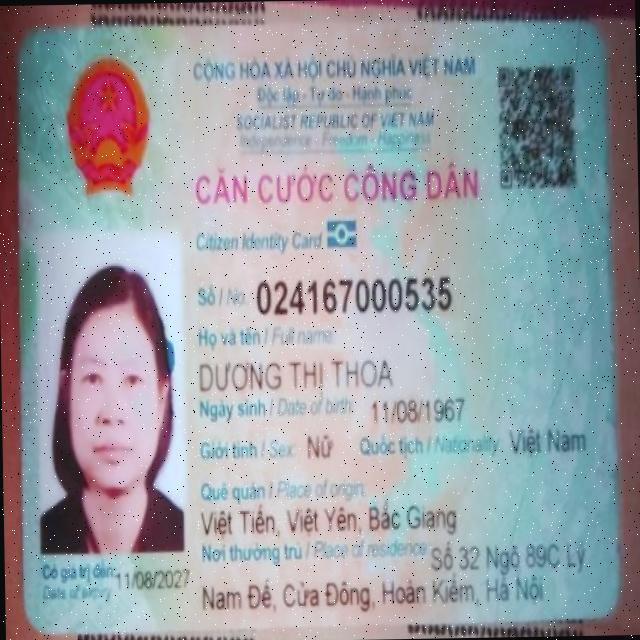 CỘNG HÒA XÃ HỘI CHỦ NGHĨA VIỆT NAM
Độc lập - Tự do - Hạnh phúc
SOCIALIST REPUBLIC OF VIET NAM
Independence - Freedom - Happiness
CĂN CƯỚC CÔNG DÂN
Citizen Identity Card
Số / No.: 024167000535
Họ và tên / Full name:
DƯƠNG THỊ THOA
Ngày sinh / Date of birth: 11/08/1967
Giới tính / Sex: Nữ Quốc tịch / Nationality: Việt Nam
Quê quán / Place of origin:
Việt Tiến, Việt Yên, Bắc Giang
Nơi thường trú / Place of residence: Số 32 Ngõ 89C Lý
Nam Đế, Cửa Đông, Hoàn Kiếm, Hà Nội
Có giá trị đến: 11/08/2027
Date of expiry